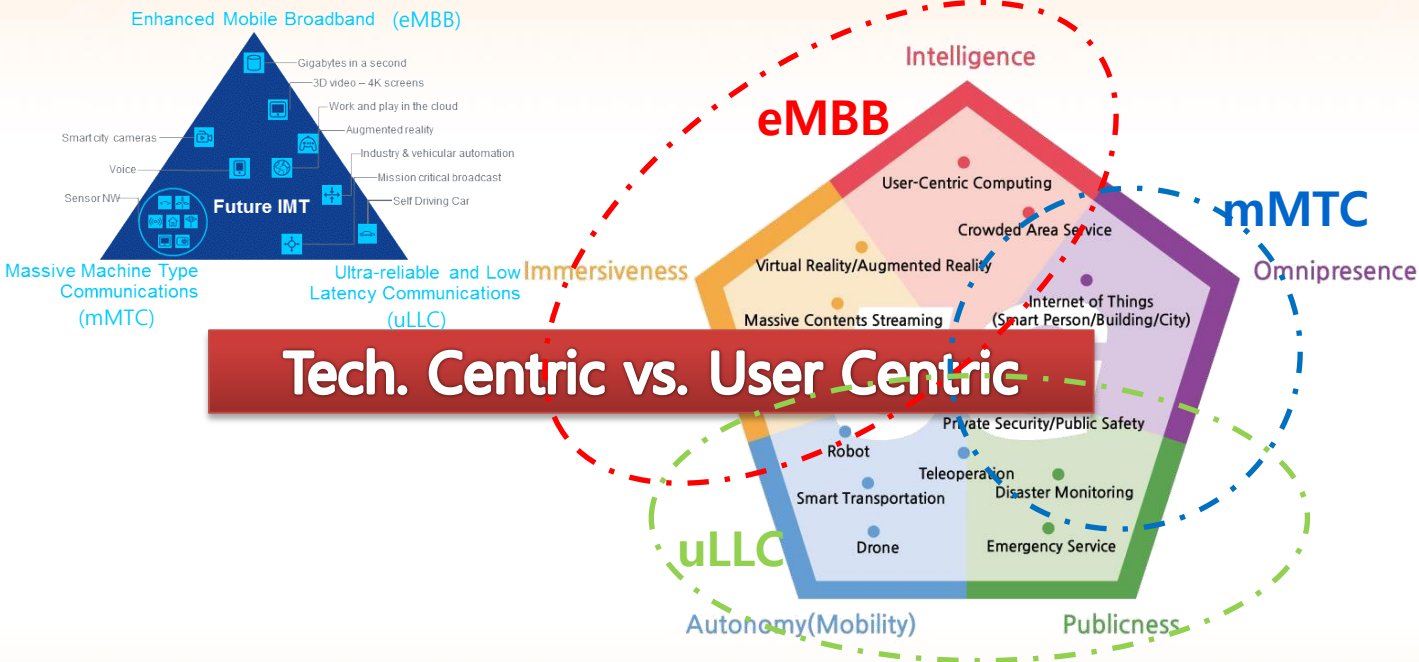 Enhanced Mobile Broadband (eMBB)
Gigabytes in a second
3D video – 4K screens
Work and play in the cloud
Augmented reality
Industry & vehicular automation
Mission critical broadcast
Self Driving Car
Smart city cameras
Voice
Sensor NW
Future IMT
Massive Machine Type
Communications
(mMTC)
Ultra-reliable and Low
Latency Communications
(uLLC)
Tech. Centric vs. User Centric
Intelligence
eMBB
User-Centric Computing
Crowded Area Service
mMTC
Immersiveness
Virtual Reality/Augmented Reality
Massive Contents Streaming
Omnipresence
Internet of Things
(Smart Person/Building/City)
Private Security/Public Safety
Robot
Teleoperation
Smart Transportation
Disaster Monitoring
Drone
Emergency Service
uLLC
Autonomy(Mobility)
Publicness